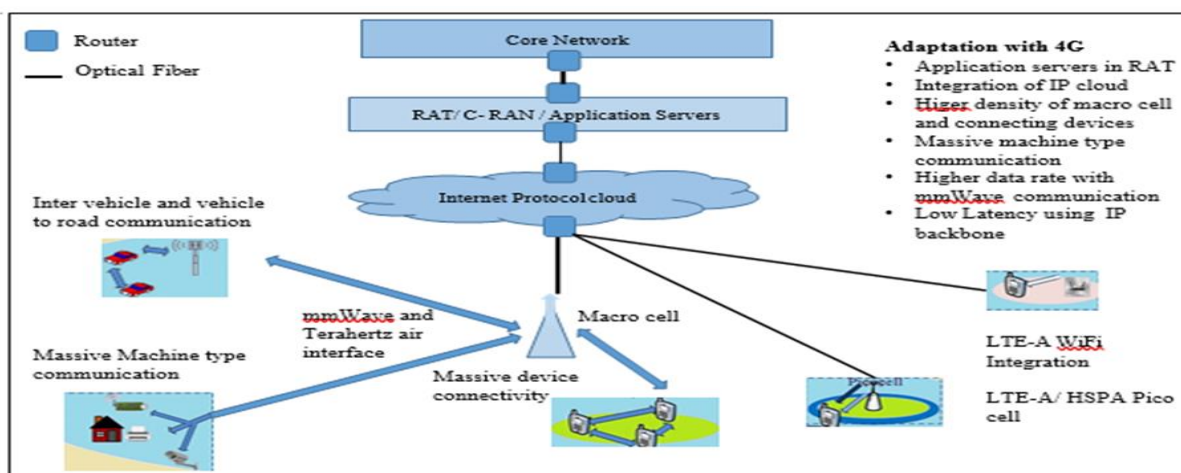 Router
Optical Fiber
Core Network
RAT/ C- RAN / Application Servers
Internet Protocol cloud
Adaptation with 4G
• Application servers in RAT
• Integration of IP cloud
• Higer density of macro cell
and connecting devices
• Massive machine type
communication
• Higher data rate with
mmWave communication
• Low Latency using IP
backbone
Inter vehicle and vehicle
to road communication
mmWave and
Terahertz air
interface
Macro cell
Massive Machine type
communication
Massive device
connectivity
LTE-A WiFi
Integration
Picocell
LTE-A/ HSPA Pico
cell